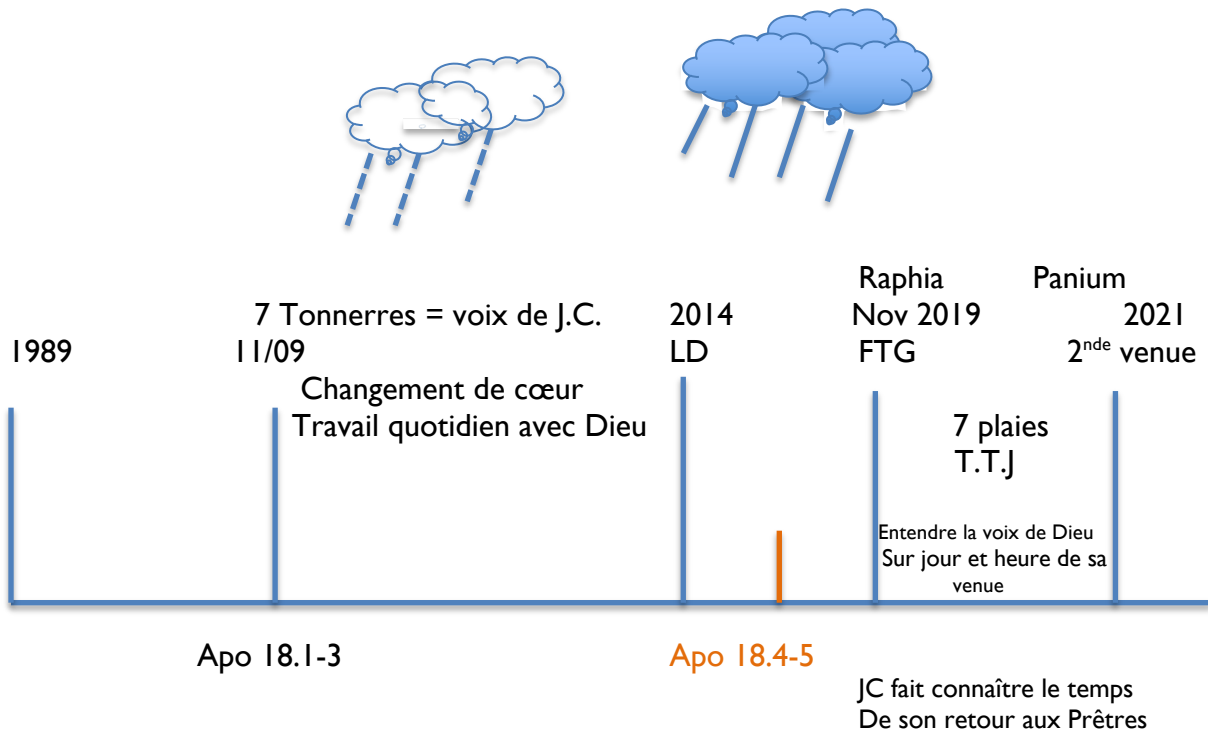 Raphia Panium
7 Tonnerres = voix de J.C. 2014 Nov 2019 2021
1989 11/09 LD FTG 2nde venue
Changement de cœur
Travail quotidien avec Dieu
7 plaies
T.T.J
Entendre la voix de Dieu
Sur jour et heure de sa
venue
Apo 18.1-3 Apo 18.4-5
JC fait connaître le temps
De son retour aux Prêtres